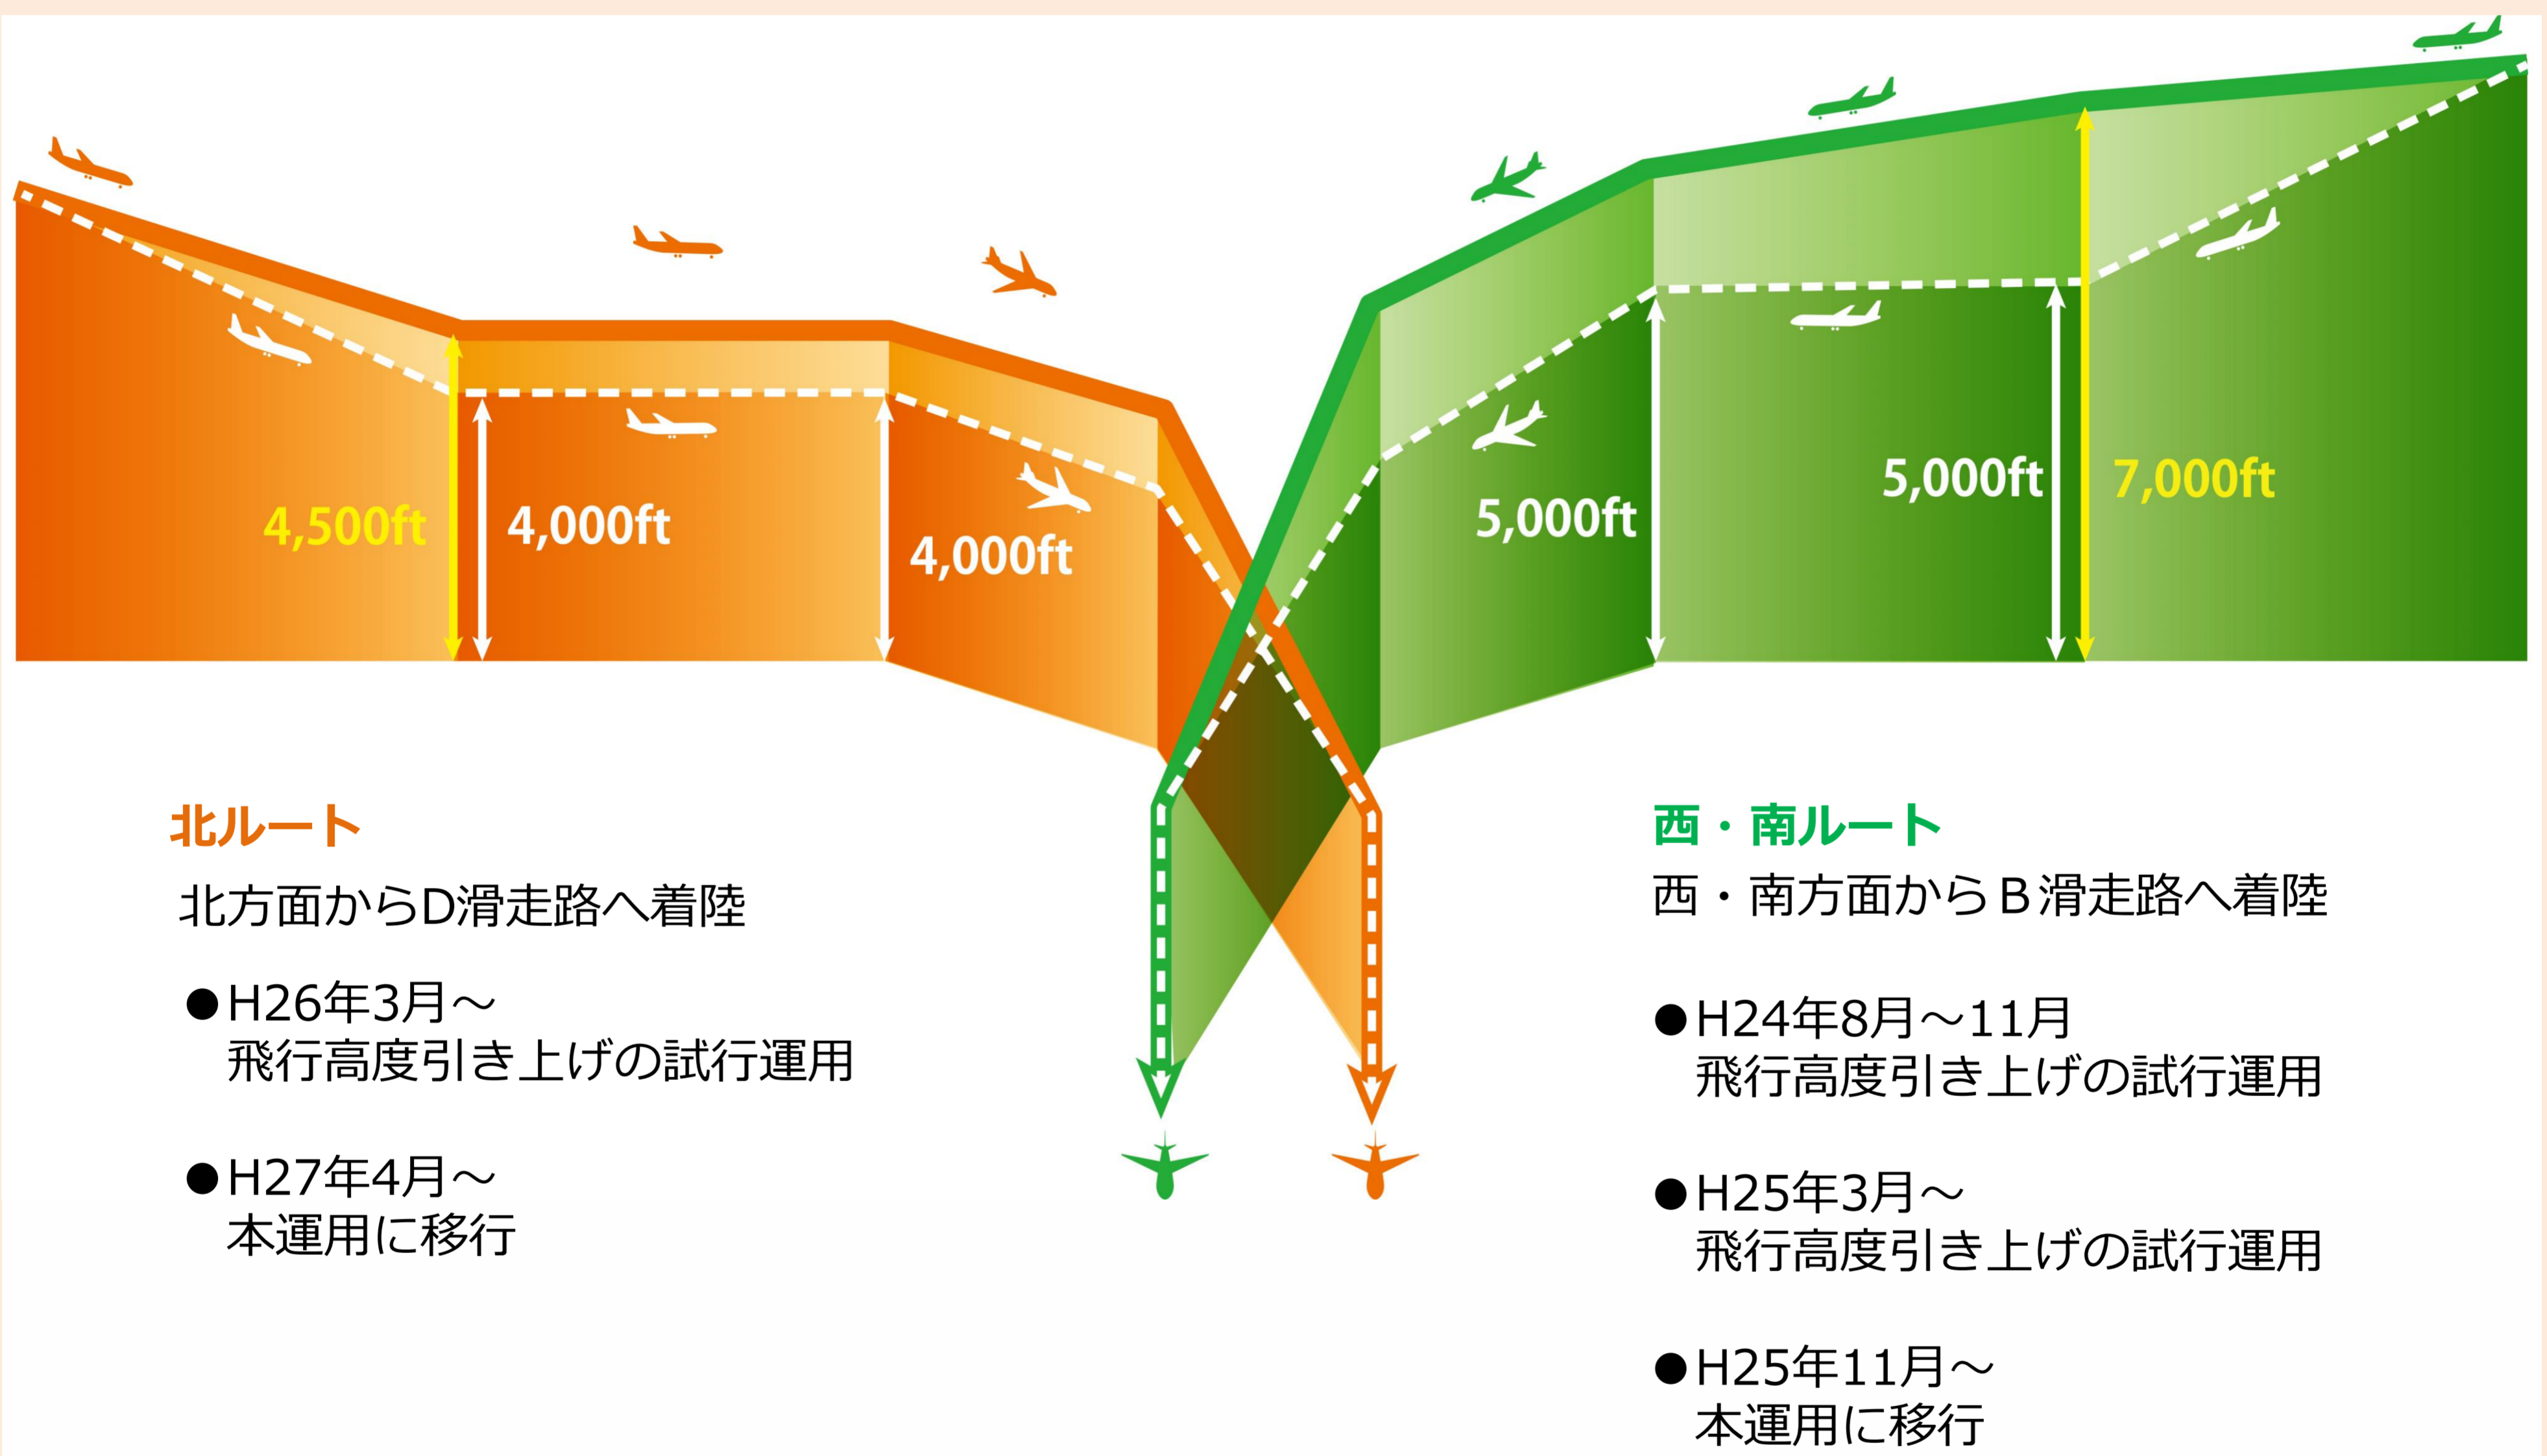 4,500ft
4,000ft
4,000ft
5,000ft
5,000ft
7,000ft
北ルート
北方面からD滑走路へ着陸
●H26年3月～
飛行高度引き上げの試行運用
●H27年4月～
本運用に移行
西・南ルート
西・南方面からB滑走路へ着陸
●H24年8月～11月
飛行高度引き上げの試行運用
●H25年3月～
飛行高度引き上げの試行運用
●H25年11月～
本運用に移行